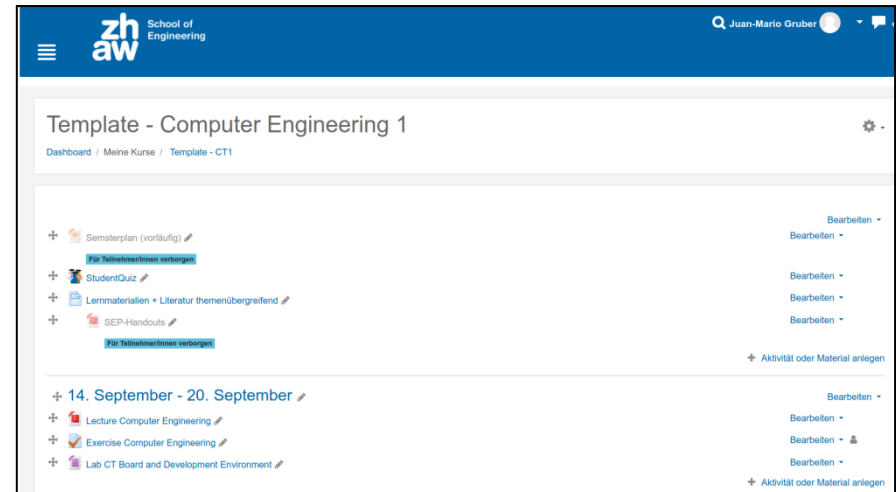 zh
aw
School of
Engineering
Juan-Mario Gruber
Template - Computer Engineering 1
Dashboard / Meine Kurse / Template - CT1
Bearbeiten
Semsterplan (vorläufig) Bearbeiten
Für Teilnehmer/innen verborgen
StudentQuiz Bearbeiten
Lernmaterialien + Literatur themenübergreifend Bearbeiten
SEP-Handouts Bearbeiten
Für Teilnehmer/innen verborgen
+ Aktivität oder Material anlegen
14. September - 20. September Bearbeiten
Lecture Computer Engineering Bearbeiten
Exercise Computer Engineering Bearbeiten
Lab CT Board and Development Environment Bearbeiten
+ Aktivität oder Material anlegen